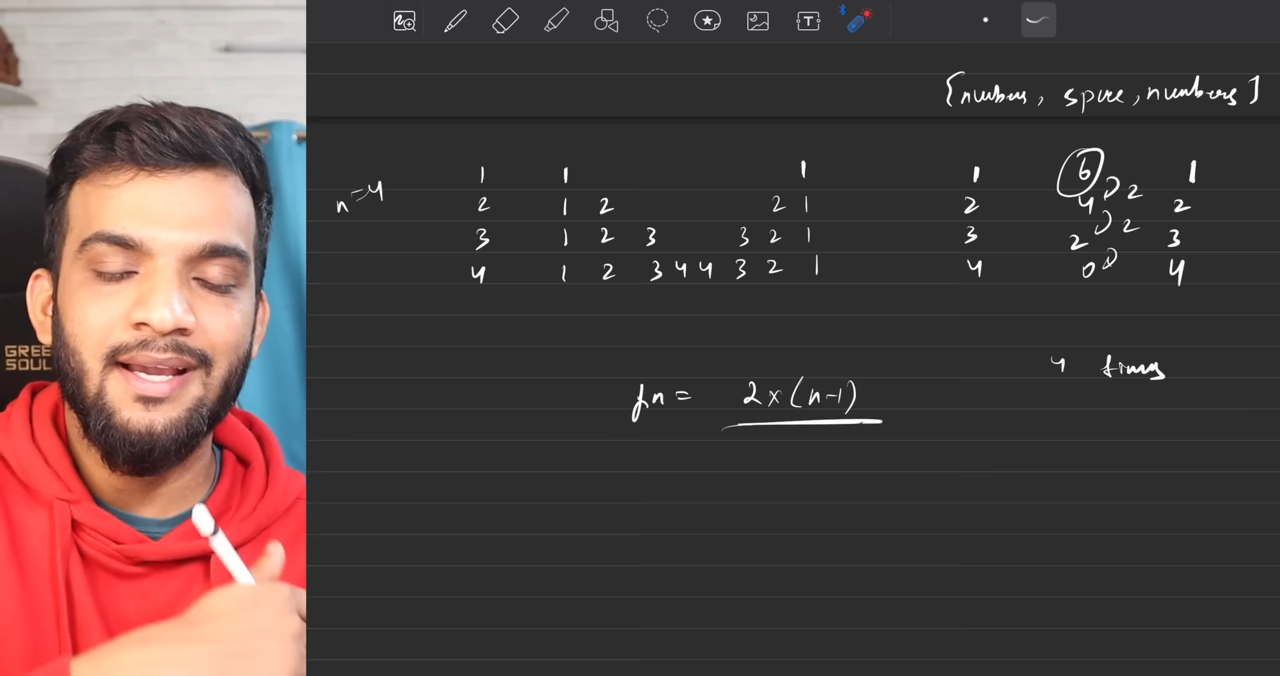 [numbers, space, numbers]
n=4
1 1 1 1 6 1
2 1 2 2 1 2 4 2 2
3 1 2 3 3 2 1 3 2 2 3
4 1 2 3 4 4 3 2 1 4 0 2 4
4 times
fn = 2x(n-1)
GREE
SOUL
T